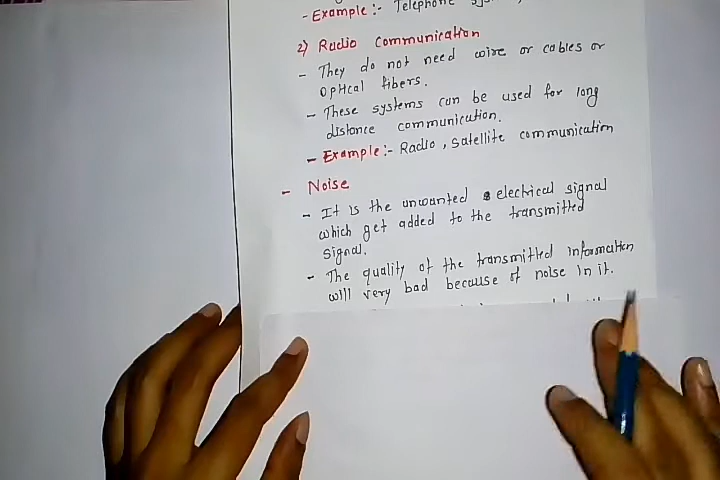 - Example:- Telephone
2) Radio Communication
- They do not need wire or cables or
optical fibers.
- These systems can be used for long
distance communication.
- Example:- Radio, Satellite communication
- Noise
- It is the unwanted electrical signal
which get added to the transmitted
signal.
- The quality of the transmitted information
will very bad because of noise in it.